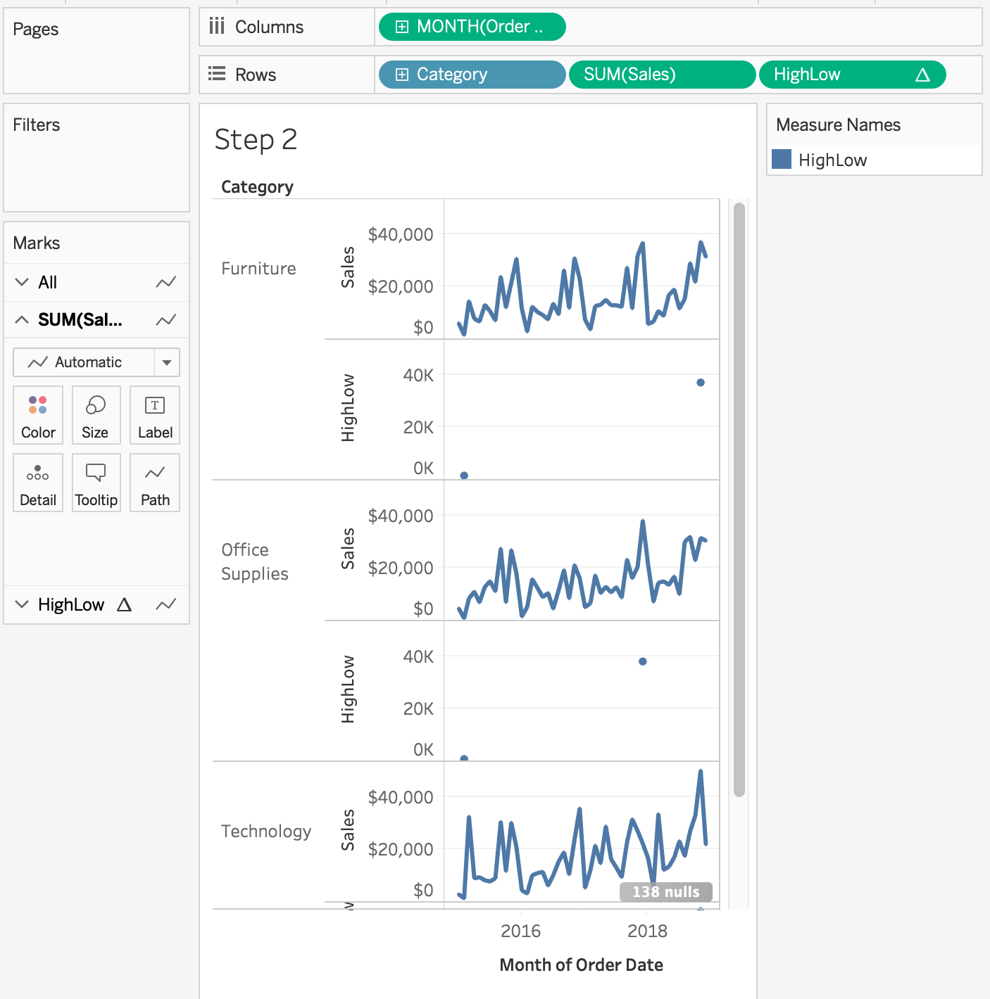 Pages
Columns
MONTH(Order ..
Rows
Category
SUM(Sales)
HighLow
Filters
Marks
All
SUM(Sal...
Automatic
Color
Size
Label
Detail
Tooltip
Path
HighLow
Step 2
Category
Furniture
Sales
$40,000
$20,000
$0
HighLow
40K
20K
0K
Office
Supplies
Sales
$40,000
$20,000
$0
HighLow
40K
20K
0K
Technology
Sales
$40,000
$20,000
$0
138 nulls
2016
2018
Month of Order Date
Measure Names
HighLow